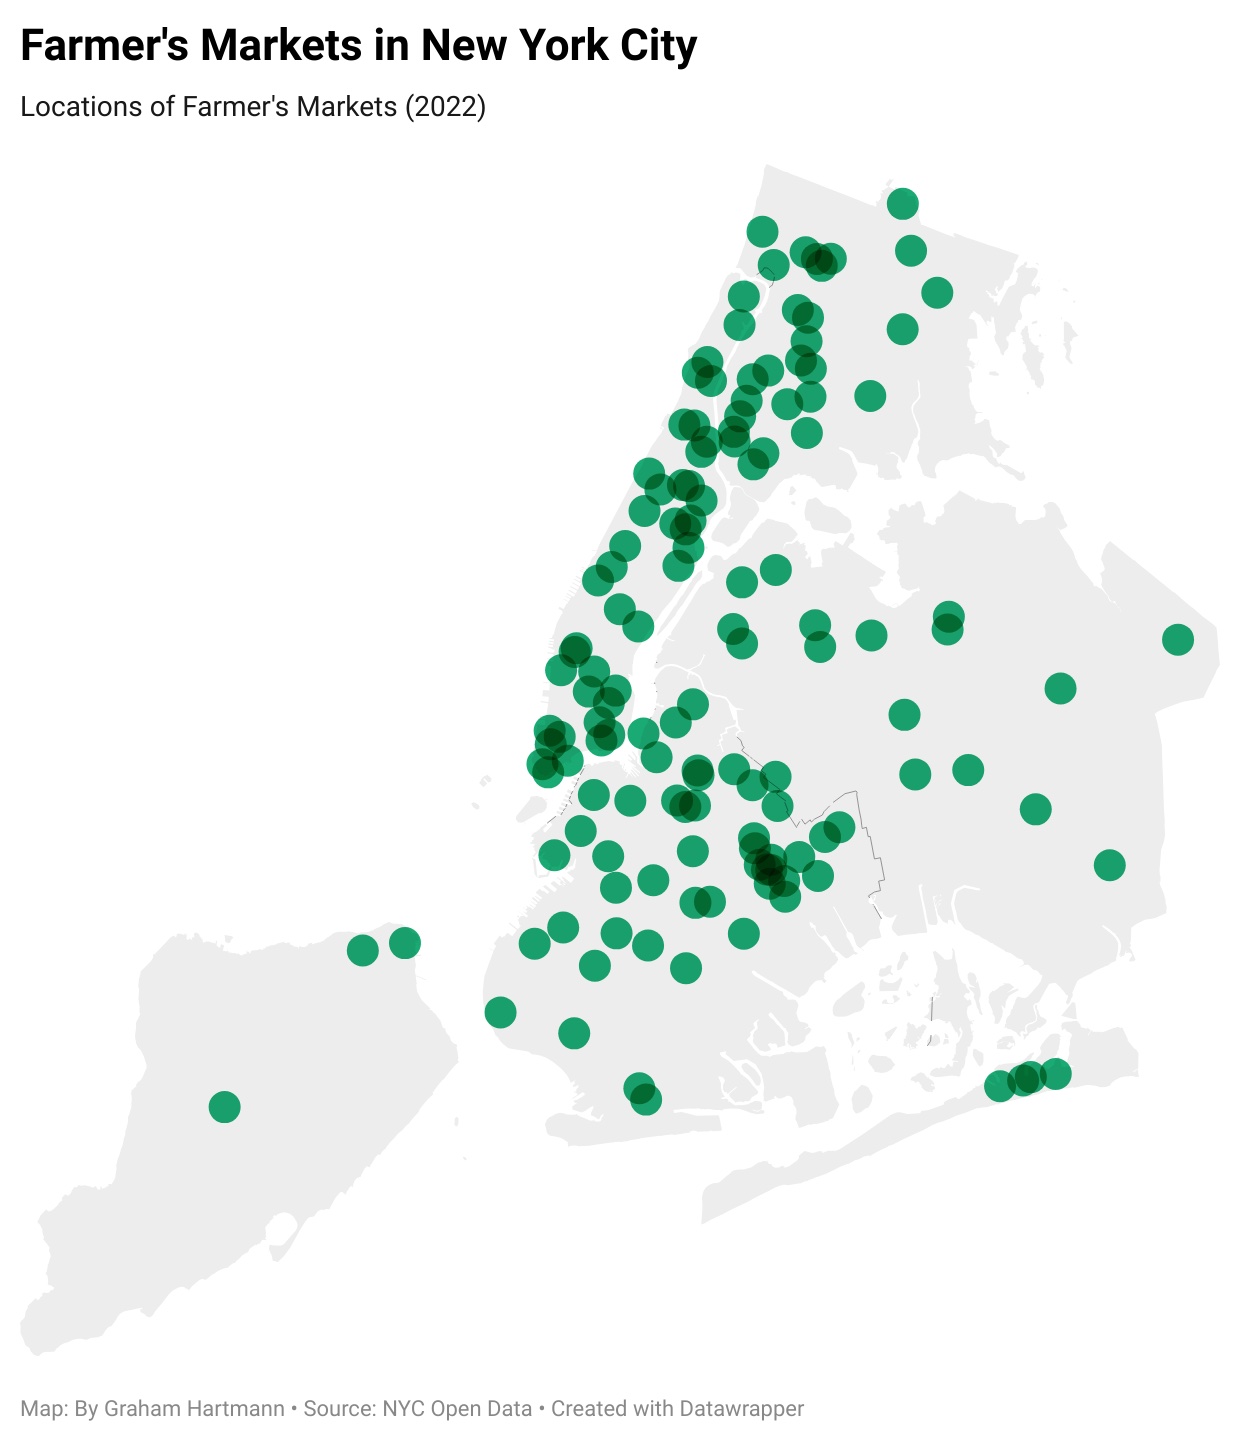 Farmer's Markets in New York City
Locations of Farmer's Markets (2022)
Map: By Graham Hartmann • Source: NYC Open Data • Created with Datawrapper